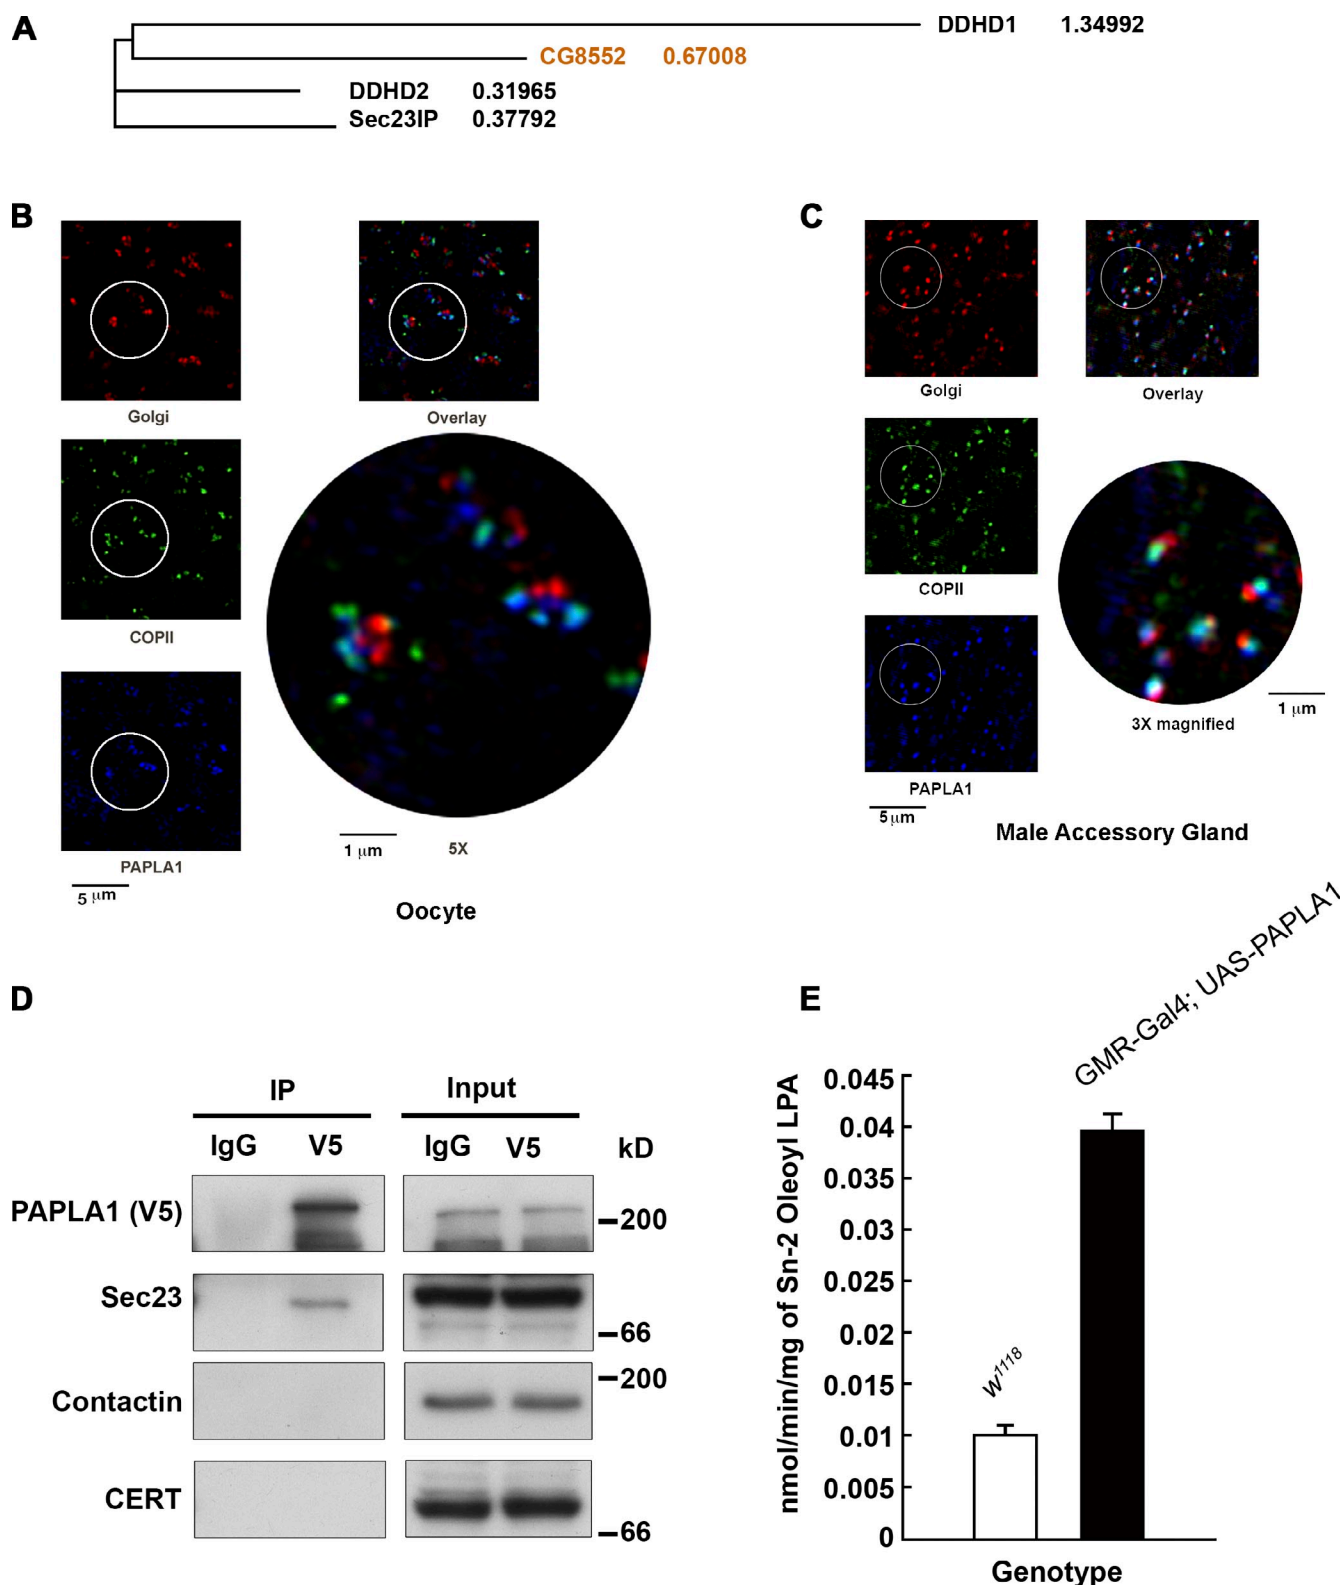 A
DDHD1 1.34992
CG8552 0.67008
DDHD2 0.31965
Sec23IP 0.37792
B
Golgi
Overlay
COPII
PAPLA1
5 μm
1 μm
5X
Oocyte
C
Golgi
Overlay
COPII
PAPLA1
5 μm
3X magnified
1 μm
Male Accessory Gland
D
IP Input
IgG V5 IgG V5 kD
PAPLA1 (V5)
200
Sec23
66
Contactin
200
CERT
66
E
GMR-Gal4; UAS-PAPLA1
w1118
nmol/min/mg of Sn-2 Oleoyl LPA
0.045
0.04
0.035
0.03
0.025
0.02
0.015
0.01
0.005
0
Genotype